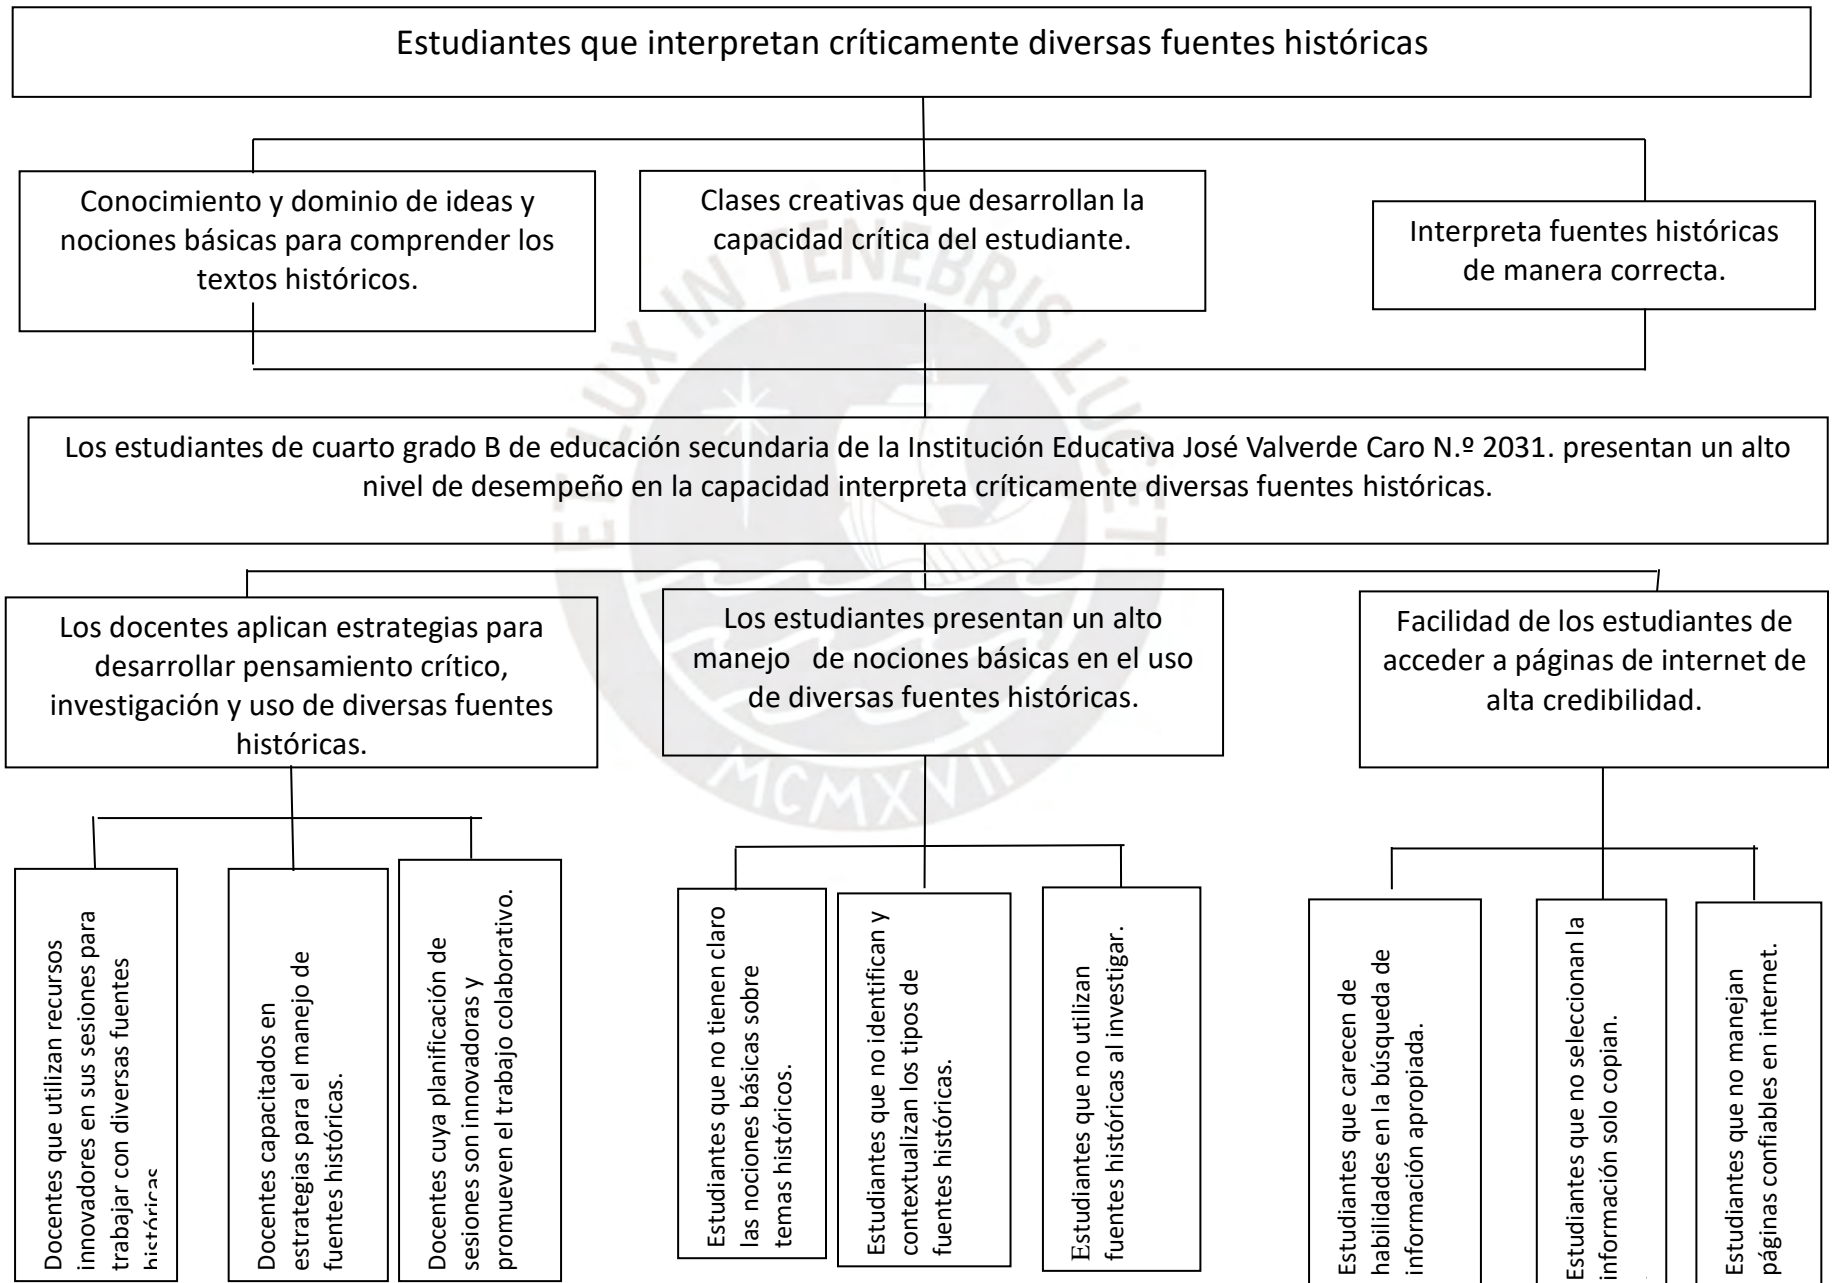 Estudiantes que interpretan críticamente diversas fuentes históricas
Conocimiento y dominio de ideas y
nociones básicas para comprender los
textos históricos.
Clases creativas que desarrollan la
capacidad crítica del estudiante.
Interpreta fuentes históricas
de manera correcta.
Los estudiantes de cuarto grado B de educación secundaria de la Institución Educativa José Valverde Caro N.º 2031. presentan un alto
nivel de desempeño en la capacidad interpreta críticamente diversas fuentes históricas.
Los docentes aplican estrategias para
desarrollar pensamiento crítico,
investigación y uso de diversas fuentes
históricas.
Los estudiantes presentan un alto
manejo de nociones básicas en el uso
de diversas fuentes históricas.
Facilidad de los estudiantes de
acceder a páginas de internet de
alta credibilidad.
Docentes que utilizan recursos
innovadores en sus sesiones para
trabajar con diversas fuentes
históricas
Docentes capacitados en
estrategias para el manejo de
fuentes históricas.
Docentes cuya planificación de
sesiones son innovadoras y
promueven el trabajo colaborativo.
Estudiantes que no tienen claro
las nociones básicas sobre
temas históricos.
Estudiantes que no identifican y
contextualizan los tipos de
fuentes históricas.
Estudiantes que no utilizan
fuentes históricas al investigar.
Estudiantes que carecen de
habilidades en la búsqueda de
información apropiada.
Estudiantes que no seleccionan la
información solo copian.
Estudiantes que no manejan
páginas confiables en internet.
ET LUX IN TENEBRIS LUCET
MCMXVII